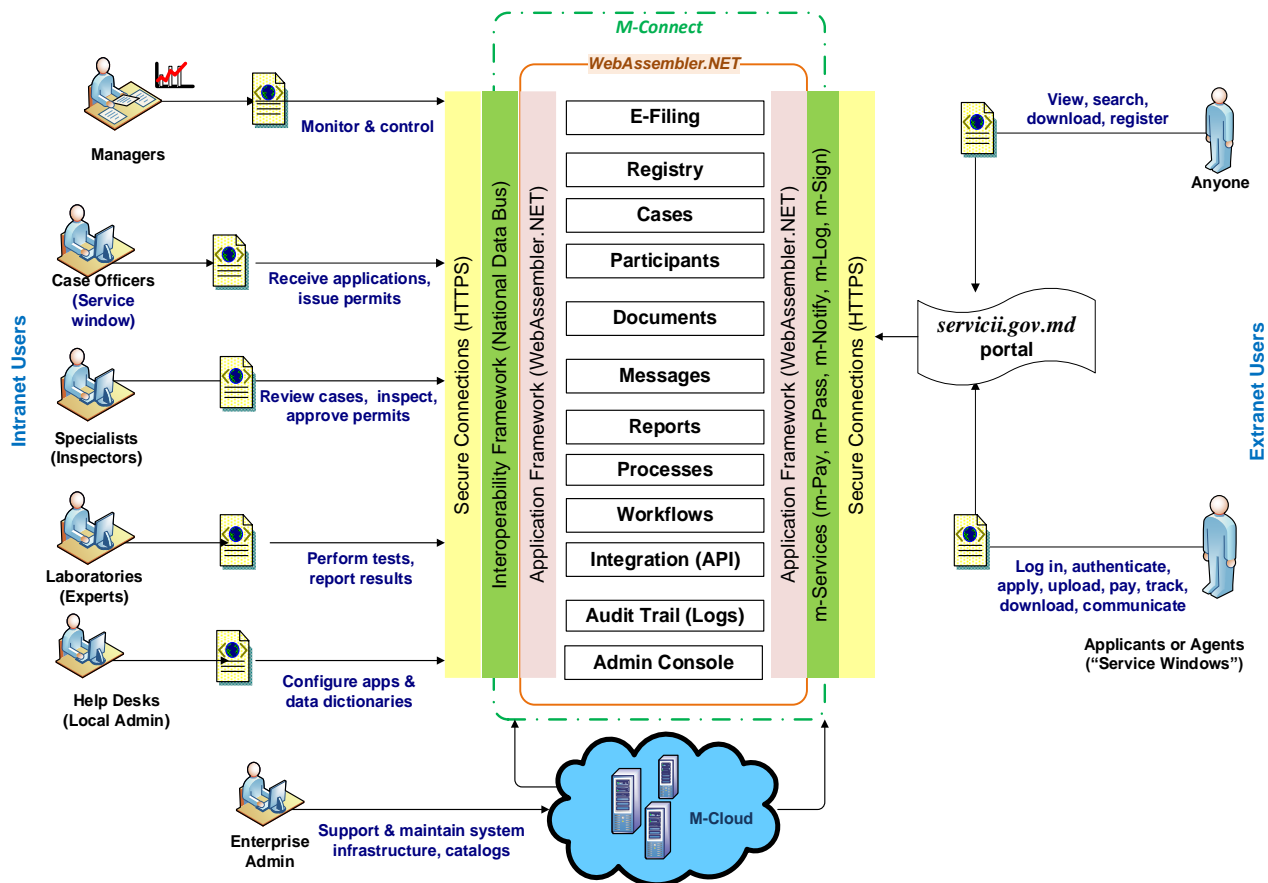 M-Connect
WebAssembler.NET
Intranet Users
Managers
Monitor & control
Case Officers
(Service
window)
Receive applications,
issue permits
Specialists
(Inspectors)
Review cases, inspect,
approve permits
Laboratories
(Experts)
Perform tests,
report results
Help Desks
(Local Admin)
Configure apps &
data dictionaries
Secure Connections (HTTPS)
Interoperability Framework (National Data Bus)
Application Framework (WebAssembler.NET)
E-Filing
Registry
Cases
Participants
Documents
Messages
Reports
Processes
Workflows
Integration (API)
Audit Trail (Logs)
Admin Console
Application Framework (WebAssembler.NET)
m-Services (m-Pay, m-Pass, m-Notify, m-Log, m-Sign)
Secure Connections (HTTPS)
View, search,
download, register
Anyone
servicii.gov.md
portal
Extranet Users
Log in, authenticate,
apply, upload, pay, track,
download, communicate
Applicants or Agents
(“Service Windows”)
Enterprise
Admin
Support & maintain system
infrastructure, catalogs
M-Cloud